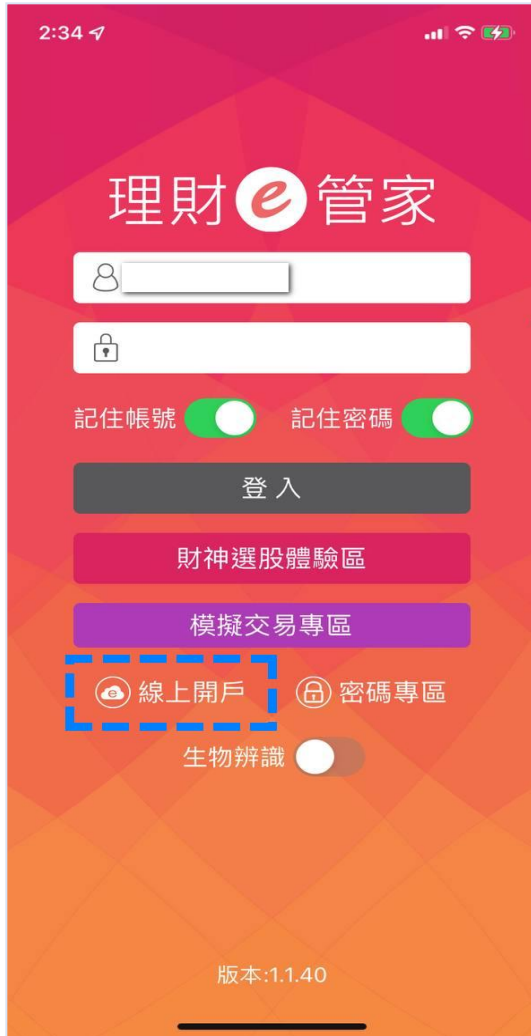 2:34
理財e管家
記住帳號 記住密碼
登入
財神選股體驗區
模擬交易專區
e 線上開戶 密碼專區
生物辨識
版本:1.1.40